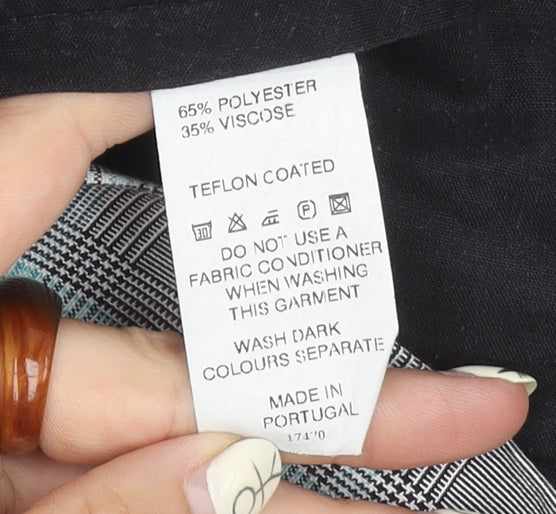 65% POLYESTER
35% VISCOSE
TEFLON COATED
30 P
DO NOT USE A
FABRIC CONDITIONER
WHEN WASHING
THIS GARMENT
WASH DARK
COLOURS SEPARATE
MADE IN
PORTUGAL